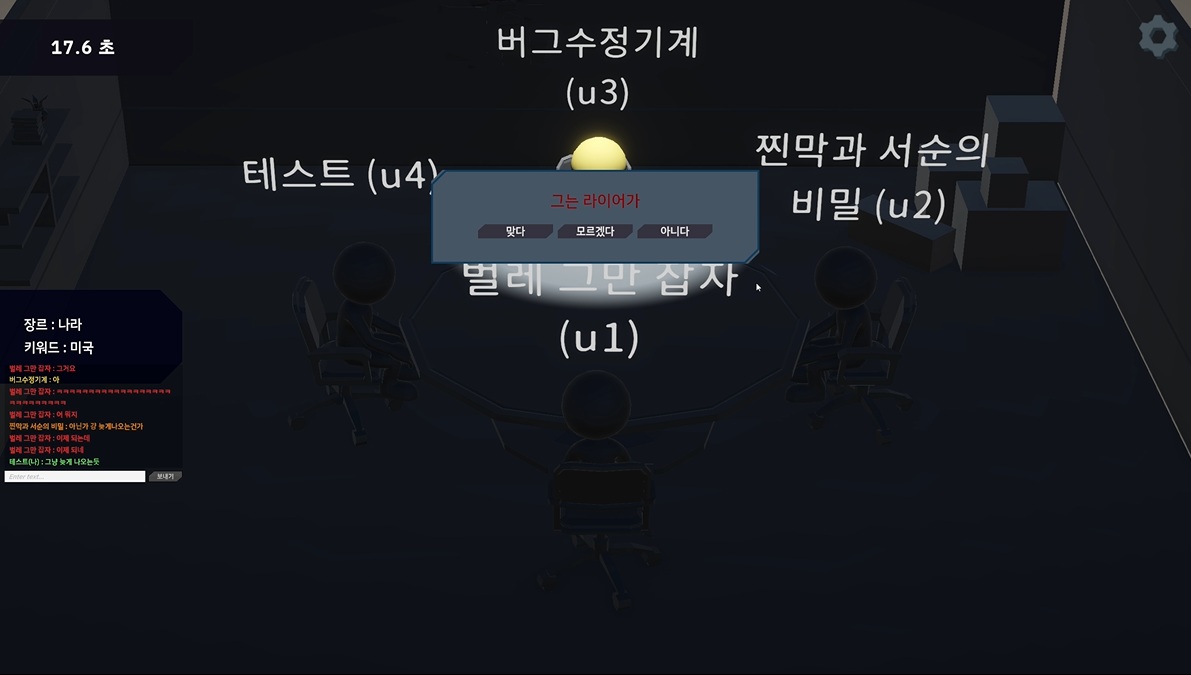 17.6 초
버그수정기계
(u3)
테스트 (u4)
찐막과 서순의
비밀 (u2)
그는 라이어가
맞다
모르겠다
아니다
벌레 그만 잡자
(u1)
장르 : 나라
키워드 : 미국
벌레 그만 잡자 : 그거요
버그수정기계 : 아
벌레 그만 잡자 :
벌레 그만 잡자 : 어 뭐지
찐막과 서순의 비밀 : 아닌가 걍 늦게나오는건가
벌레 그만 잡자 : 이제 되는데
벌레 그만 잡자 : 이제 되네
테스트(나) : 그냥 늦게 나오는듯
Enter text...
보내기